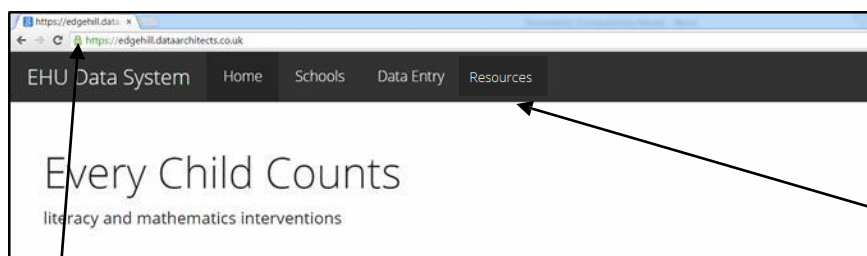 https://edgehill.data
https://edgehill.dataarchitects.co.uk
EHU Data System Home Schools Data Entry Resources
Every Child Counts
literacy and mathematics interventions